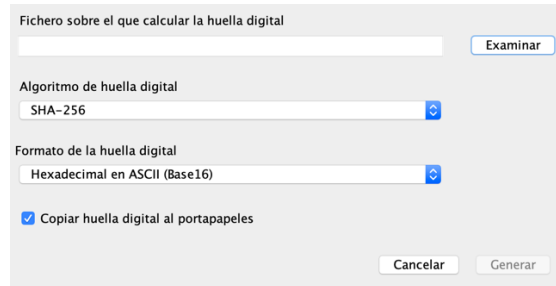 Fichero sobre el que calcular la huella digital
Examinar
Algoritmo de huella digital
SHA-256
Formato de la huella digital
Hexadecimal en ASCII (Base16)
Copiar huella digital al portapapeles
Cancelar Generar